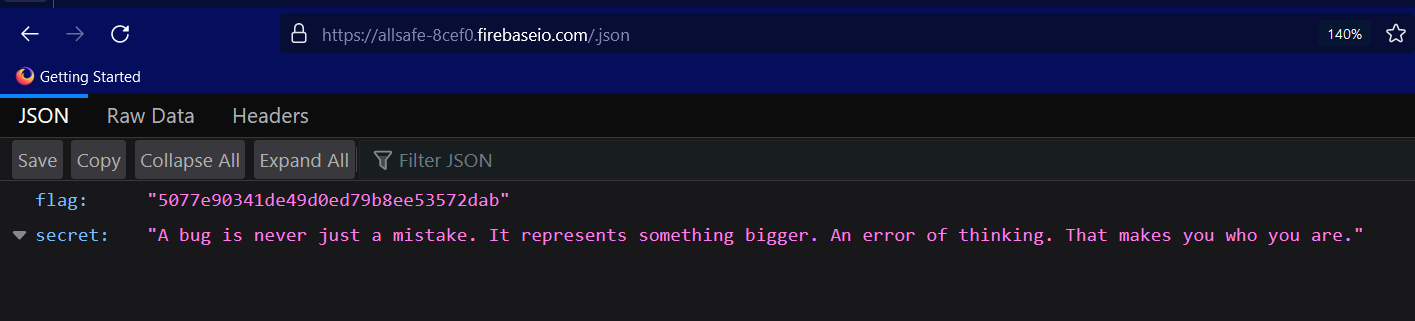 https://allsafe-8cef0.firebaseio.com/.json 140%
Getting Started
JSON Raw Data Headers
Save Copy Collapse All Expand All Filter JSON
flag: "5077e90341de49d0ed79b8ee53572dab"
secret: "A bug is never just a mistake. It represents something bigger. An error of thinking. That makes you who you are."